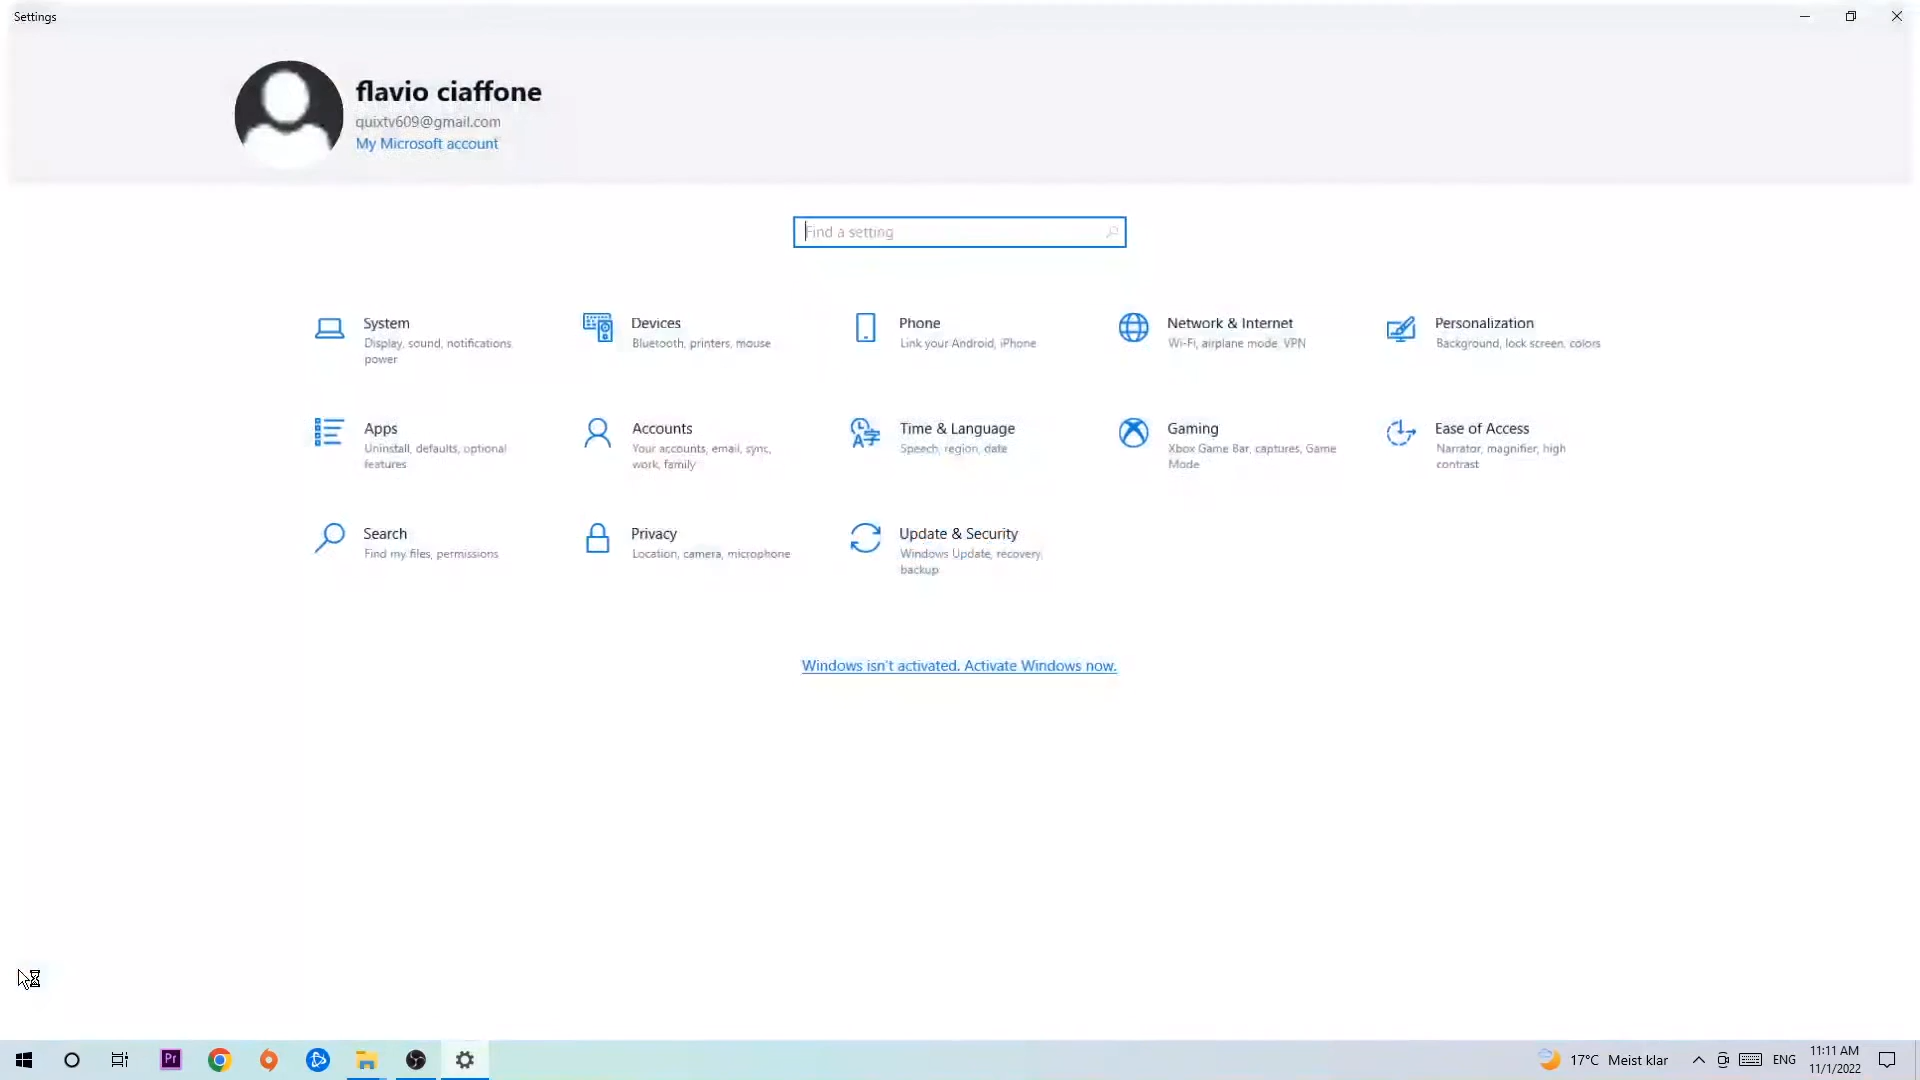 Settings
flavio ciaffone
quixtv609@gmail.com
My Microsoft account
Find a setting
System
Display, sound, notifications,
power
Devices
Bluetooth, printers, mouse
Phone
Link your Android, iPhone
Network & Internet
Wi-Fi, airplane mode, VPN
Personalization
Background, lock screen, colors
Apps
Uninstall, defaults, optional
features
Accounts
Your accounts, email, sync,
work, family
Time & Language
Speech, region, date
Gaming
Xbox Game Bar, captures, Game
Mode
Ease of Access
Narrator, magnifier, high
contrast
Search
Find my files, permissions
Privacy
Location, camera, microphone
Update & Security
Windows Update, recovery,
backup
Windows isn't activated. Activate Windows now.
Pr
17°C Meist klar
ENG
11:11 AM
11/1/2022